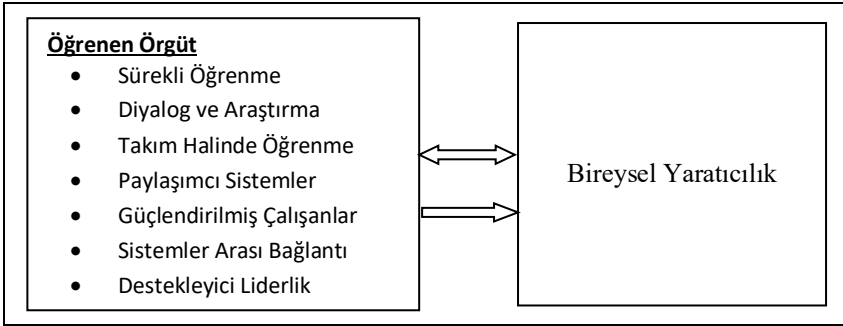 Öğrenen Örgüt
• Sürekli Öğrenme
• Diyalog ve Araştırma
• Takım Halinde Öğrenme
• Paylaşımcı Sistemler
• Güçlendirilmiş Çalışanlar
• Sistemler Arası Bağlantı
• Destekleyici Liderlik
Bireysel Yaratıcılık